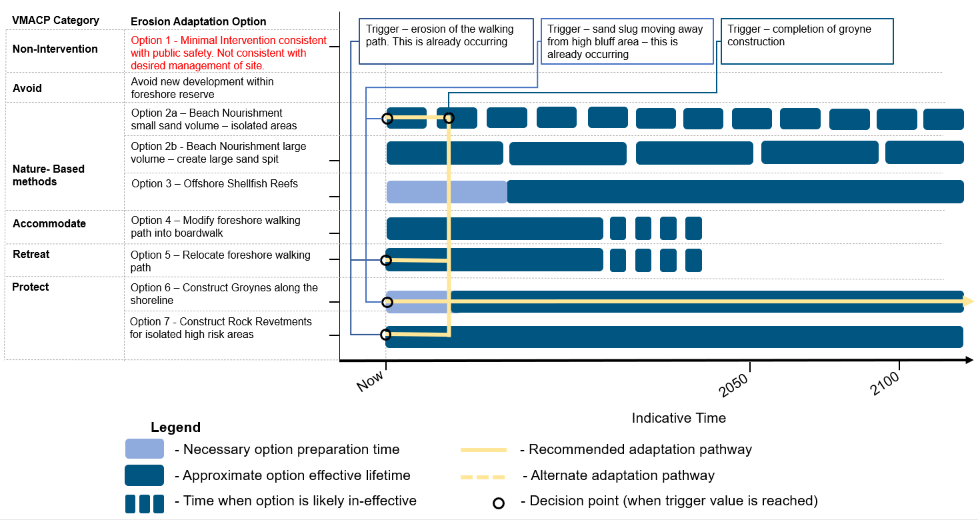 VMACP Category
Erosion Adaptation Option
Trigger – erosion of the walking
path. This is already occurring
Trigger – sand slug moving away
from high bluff area – this is
already occurring
Trigger – completion of groyne
construction
Non-Intervention
Option 1 - Minimal Intervention consistent
with public safety. Not consistent with
desired management of site.
Avoid
Avoid new development within
foreshore reserve
Nature- Based
methods
Option 2a – Beach Nourishment
small sand volume – isolated areas
Option 2b - Beach Nourishment large
volume – create large sand spit
Option 3 – Offshore Shellfish Reefs
Accommodate
Option 4 – Modify foreshore walking
path into boardwalk
Retreat
Option 5 - Relocate foreshore walking
path
Protect
Option 6 – Construct Groynes along the
shoreline
Option 7 - Construct Rock Revetments
for isolated high risk areas
Now
2050
2100
Indicative Time
Legend
- Necessary option preparation time
- Approximate option effective lifetime
- Time when option is likely in-effective
- Recommended adaptation pathway
- Alternate adaptation pathway
- Decision point (when trigger value is reached)